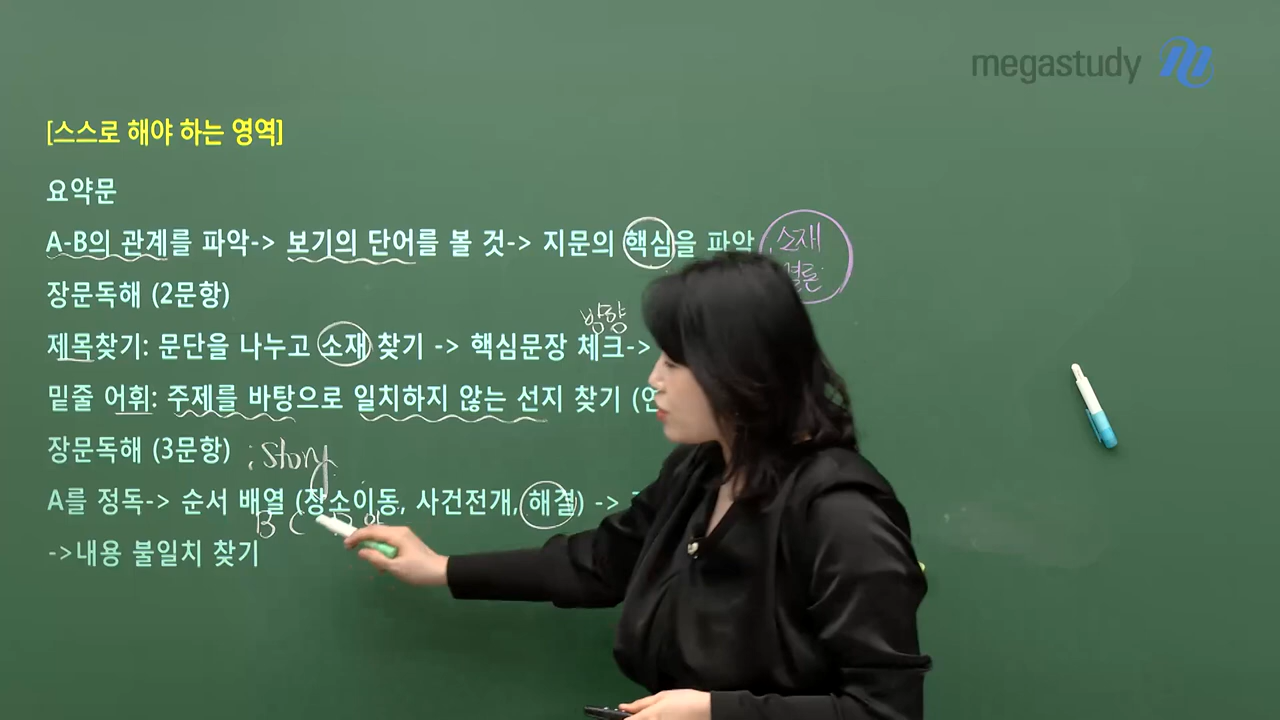 megastudy
[스스로 해야 하는 영역]
요약문
A-B의 관계를 파악-> 보기의 단어를 볼 것-> 지문의 핵심을 파악
소재
결론
장문독해 (2문항)
방향
제목찾기: 문단을 나누고 소재 찾기 -> 핵심문장 체크->
밑줄 어휘: 주제를 바탕으로 일치하지 않는 선지 찾기
장문독해 (3문항)
; story
A를 정독-> 순서 배열 (장소이동, 사건전개, 해결) ->
B C D
->내용 불일치 찾기